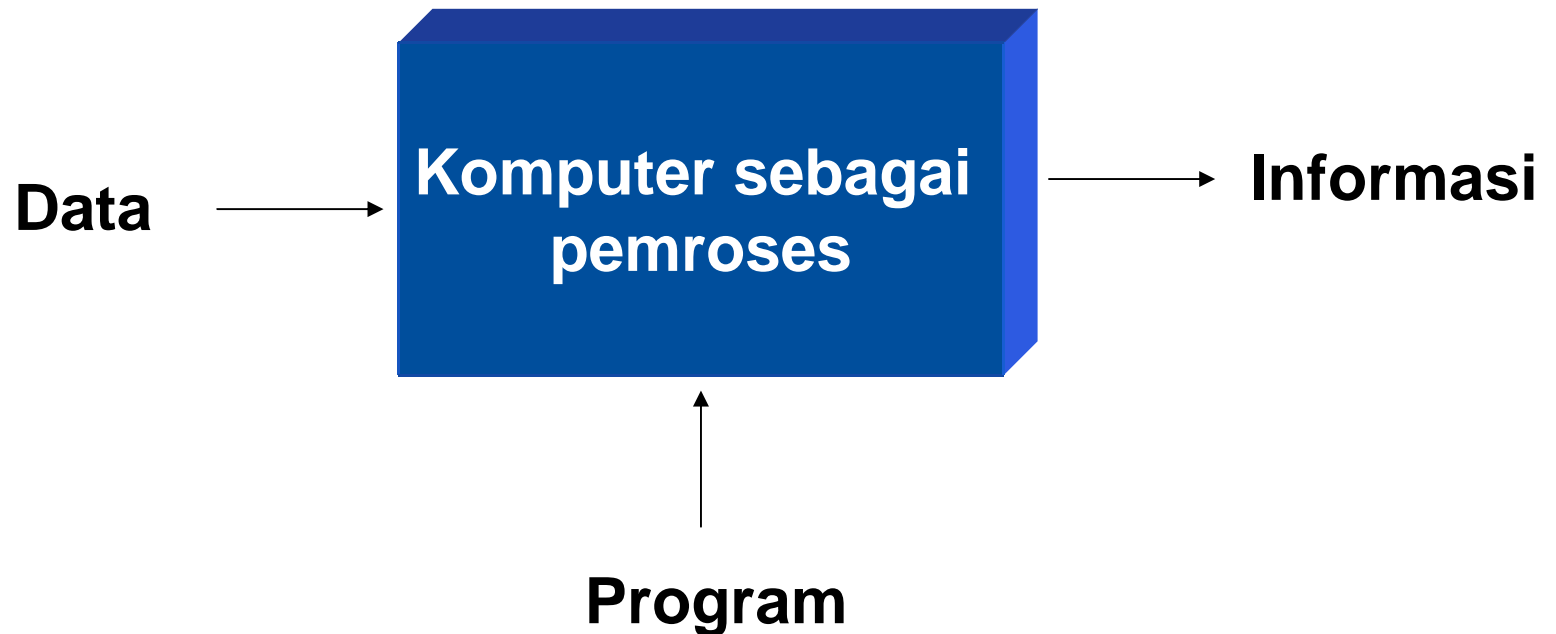 Data
Komputer sebagai
pemroses
Informasi
Program